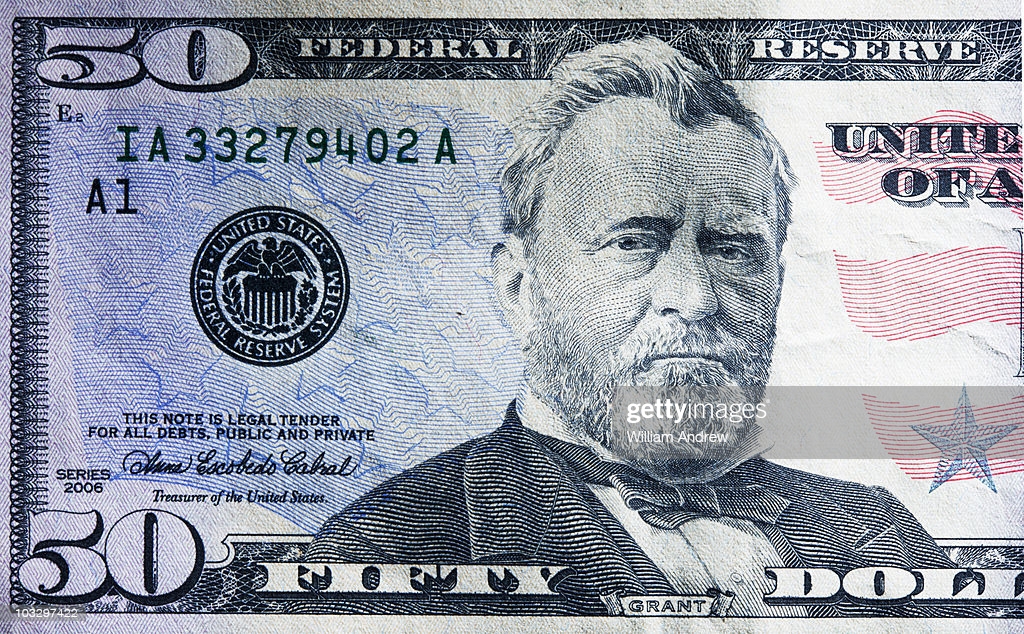 50 FEDERAL RESERVE
E2
IA 33279402 A
A1
UNITED STATES FEDERAL RESERVE SYSTEM
UNITE
OF A
THIS NOTE IS LEGAL TENDER
FOR ALL DEBTS, PUBLIC AND PRIVATE
Anna Escobedo Cabral
SERIES
2006
Treasurer of the United States.
50 FIFTY DOLL
GRANT
gettyimages
William Andrew
103297422